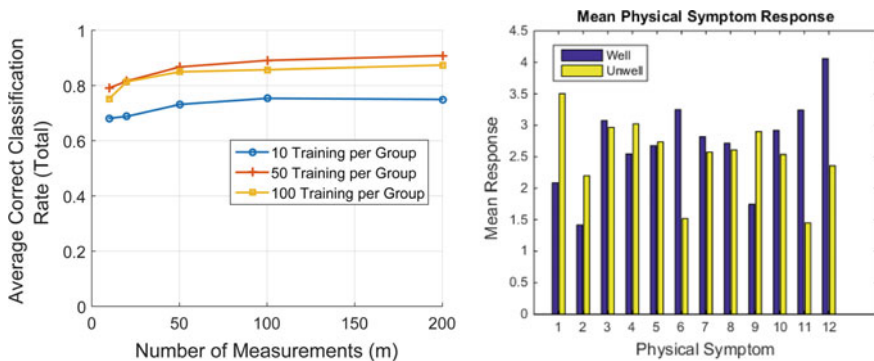 1
0.8
0.6
0.4
0.2
0
0 50 100 150 200
Average Correct Classification
Rate (Total)
Number of Measurements (m)
10 Training per Group
50 Training per Group
100 Training per Group
Mean Physical Symptom Response
4.5
4
3.5
3
2.5
2
1.5
1
0.5
0
1 2 3 4 5 6 7 8 9 10 11 12
Mean Response
Physical Symptom
Well
Unwell